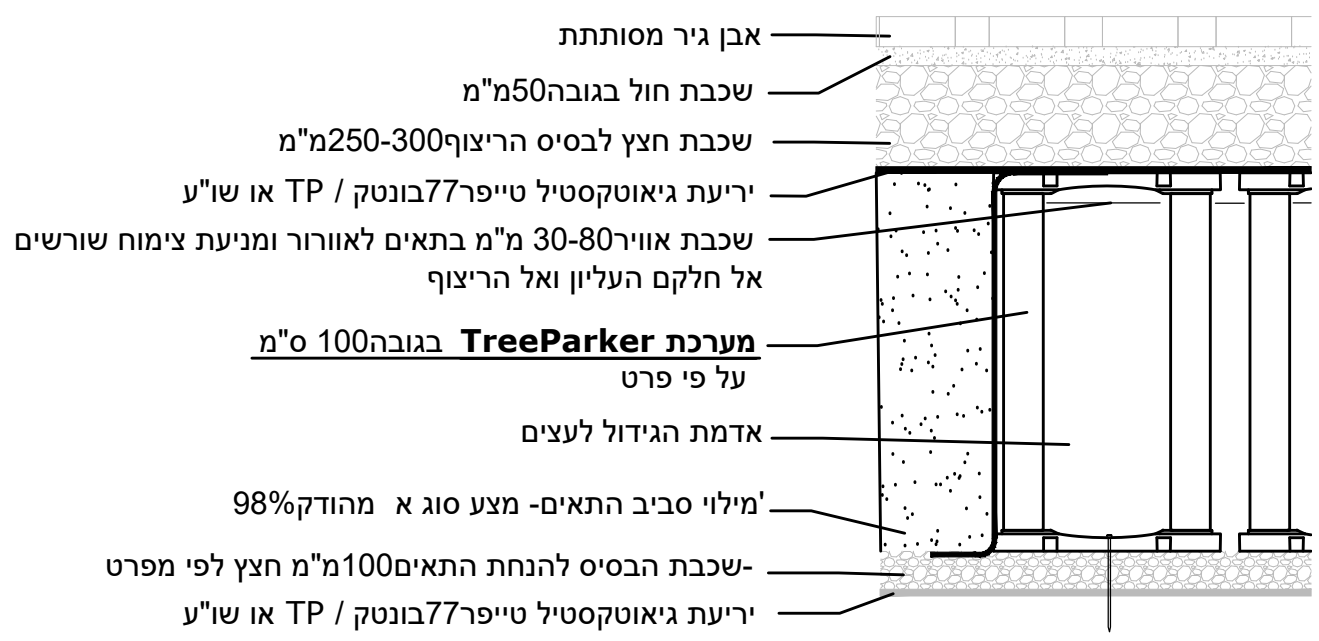 אבן גיר מסותתת
שכבת חול בגובה50מ"מ
שכבת חצץ לבסיס הריצוף250-300מ"מ
יריעת גיאוטקסטיל טייפר77בונטק / TP או שו"ע
שכבת אוויר30-80 מ"מ בתאים לאוורור ומניעת צימוח שורשים
אל חלקם העליון ואל הריצוף
מערכת TreeParker בגובה100 ס"מ
על פי פרט
אדמת הגידול לעצים
'מילוי סביב התאים- מצע סוג א מהודק98%
-שכבת הבסיס להנחת התאים100מ"מ חצץ לפי מפרט
יריעת גיאוטקסטיל טייפר77בונטק / TP או שו"ע